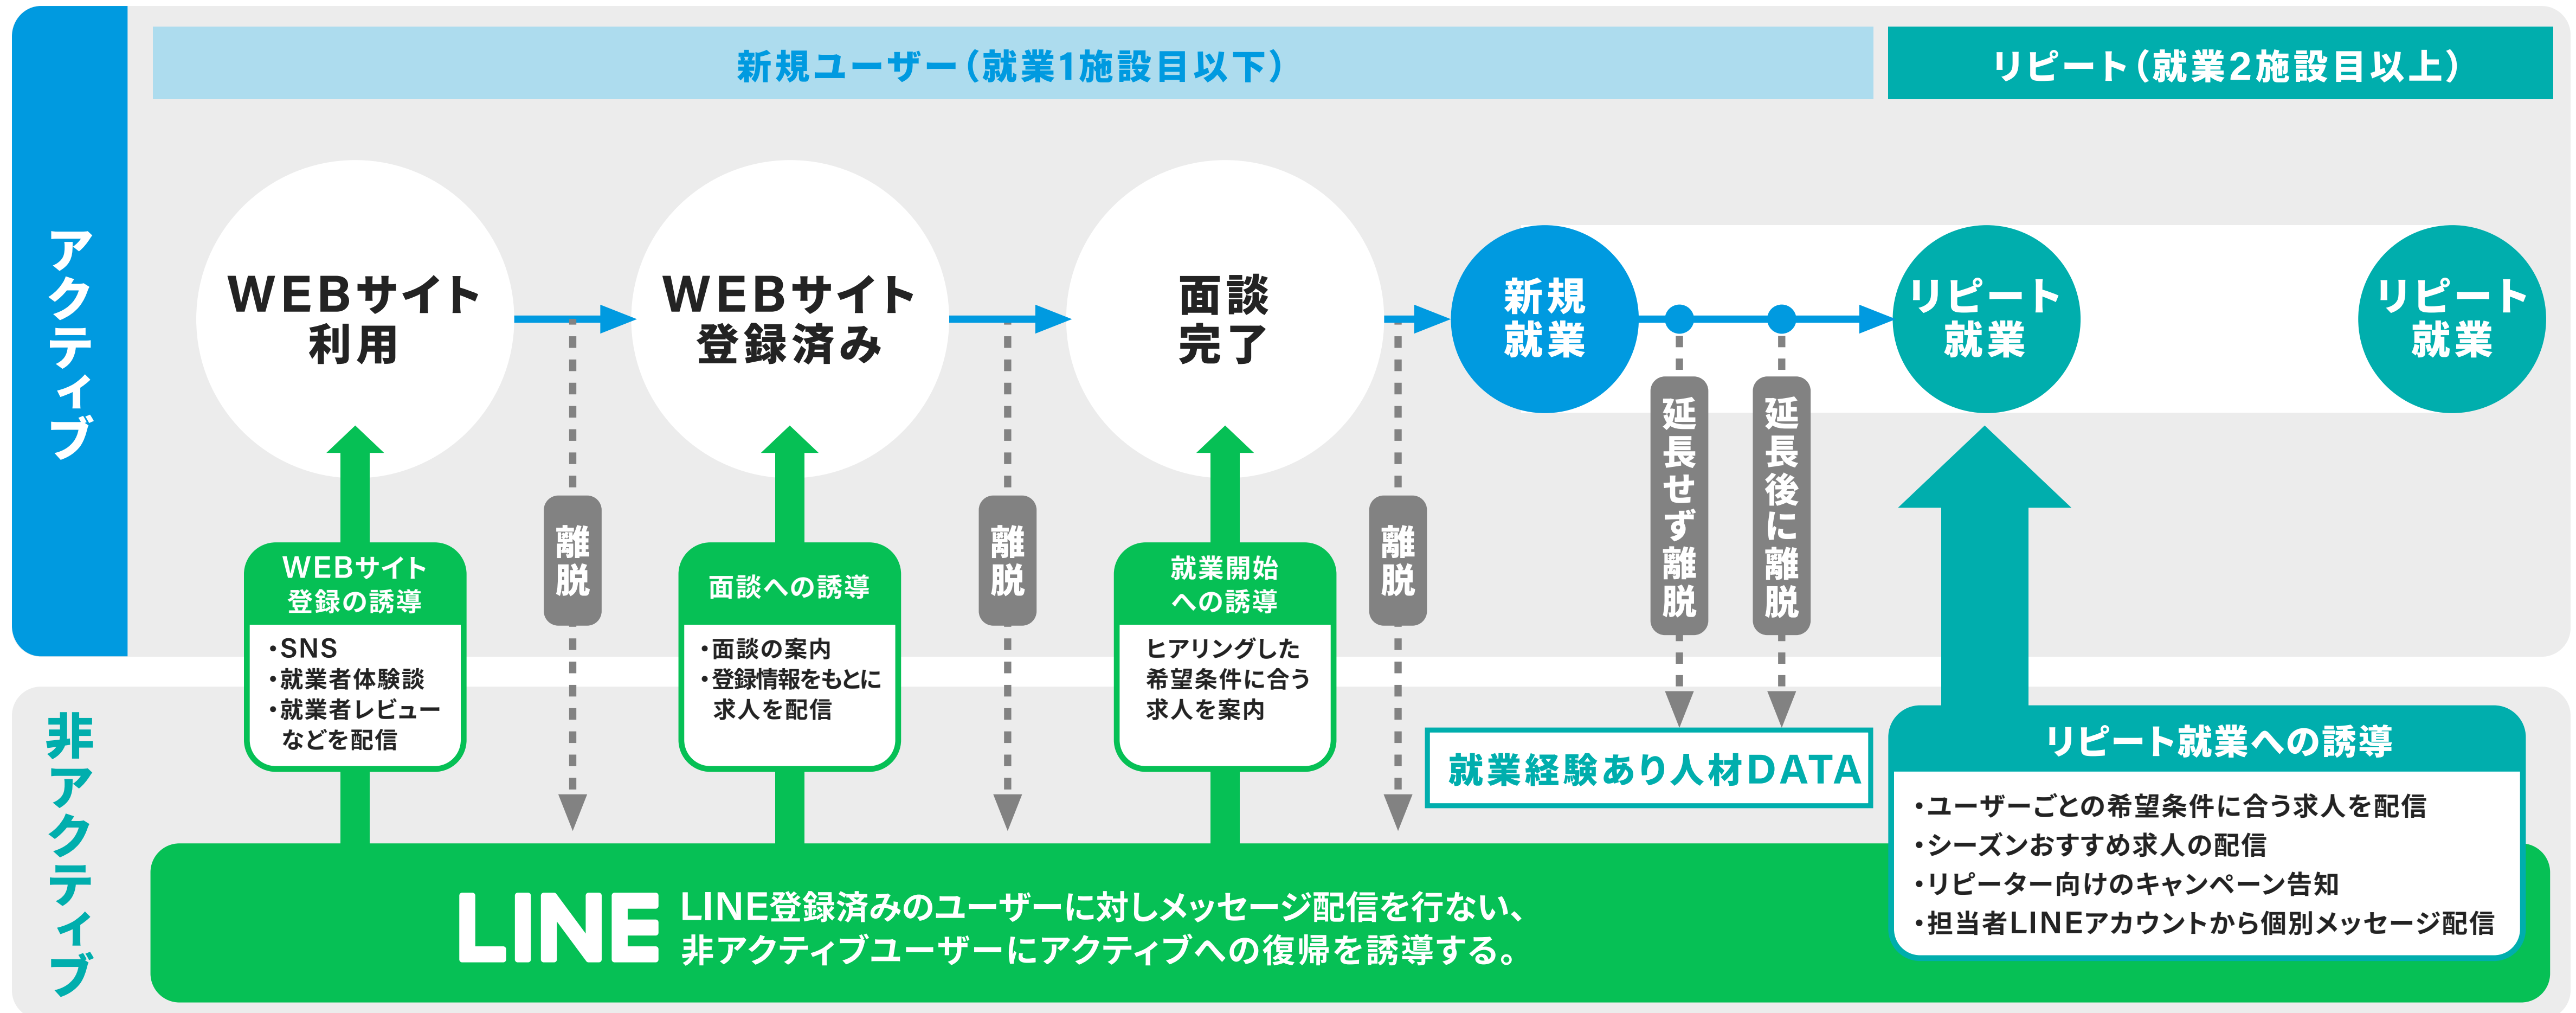 アクティブ
新規ユーザー（就業1施設目以下）
リピート（就業2施設目以上）
WEBサイト
利用
WEBサイト
登録済み
面談
完了
新規
就業
リピート
就業
リピート
就業
離脱
離脱
離脱
延長せず離脱
延長後に離脱
WEBサイト
登録の誘導
・SNS
・就業者体験談
・就業者レビュー
などを配信
面談への誘導
・面談の案内
・登録情報をもとに
求人を配信
就業開始
への誘導
ヒアリングした
希望条件に合う
求人を案内
非アクティブ
就業経験あり人材DATA
リピート就業への誘導
・ユーザーごとの希望条件に合う求人を配信
・シーズンおすすめ求人の配信
・リピーター向けのキャンペーン告知
・担当者LINEアカウントから個別メッセージ配信
LINE
LINE登録済みのユーザーに対しメッセージ配信を行ない、
非アクティブユーザーにアクティブへの復帰を誘導する。